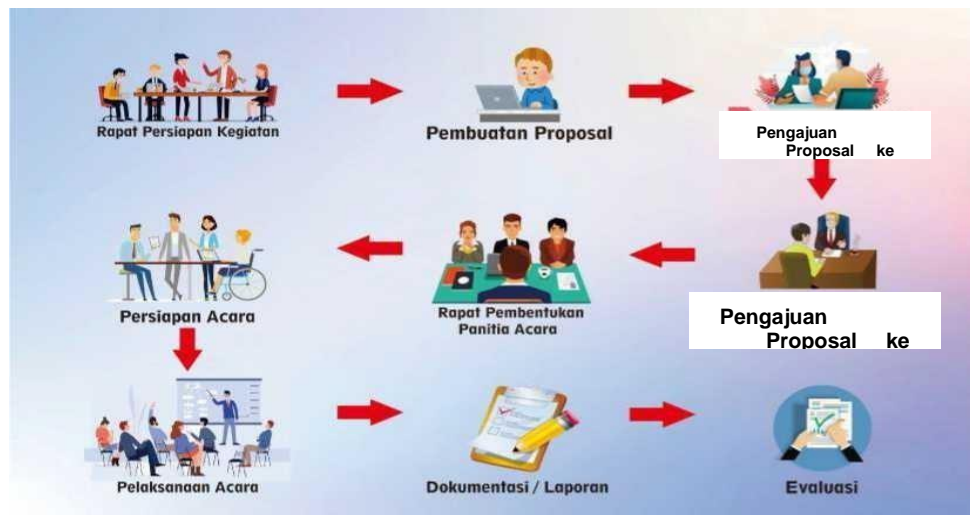 Rapat Persiapan Kegiatan
Pembuatan Proposal
Pengajuan
Proposal ke
Pengajuan
Proposal ke
Rapat Pembentukan
Panitia Acara
Persiapan Acara
Pelaksanaan Acara
Dokumentasi / Laporan
Evaluasi